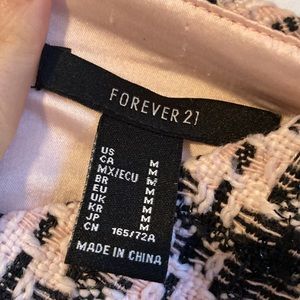 FOREVER 21
US M
CA M
MX/ECU M
BR M
EU M
UK M
KR M
JP M
CN 165/72A
MADE IN CHINA